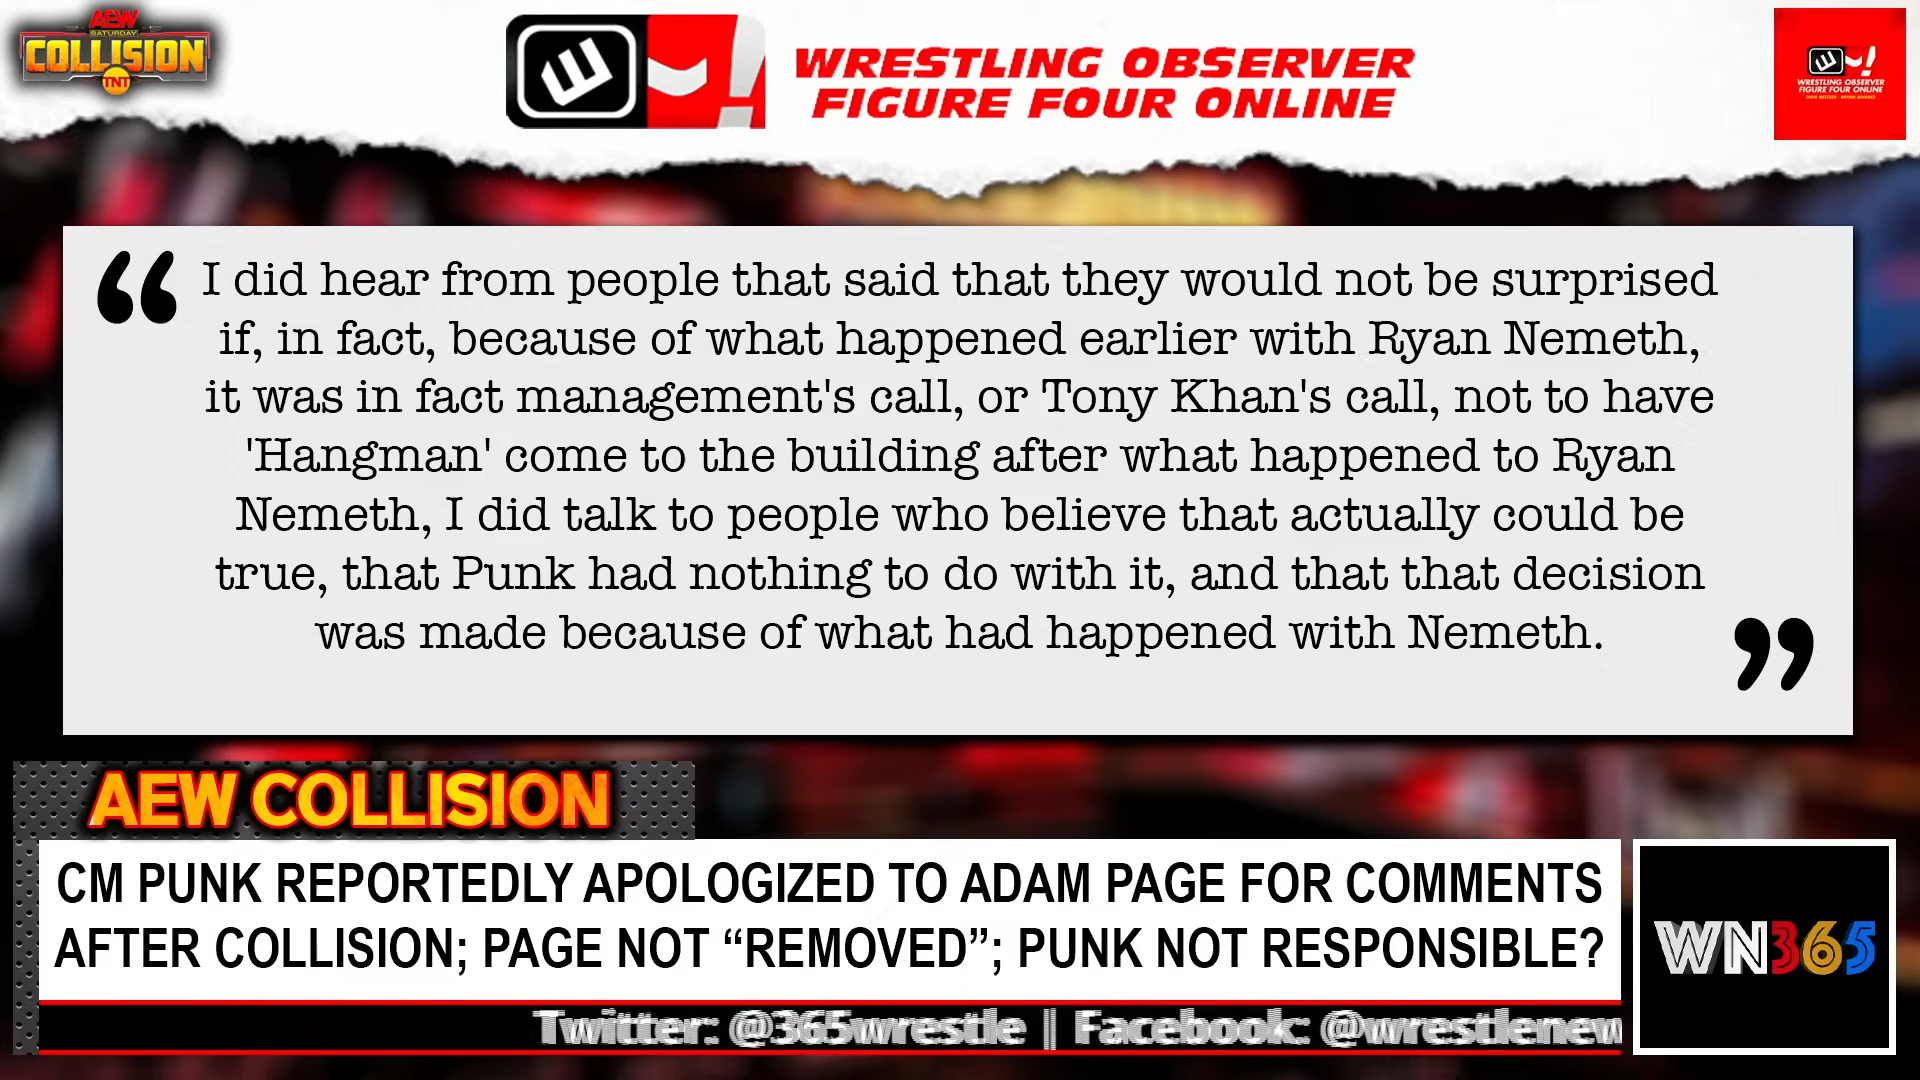 AEW
SATURDAY
COLLISION
TNT
WRESTLING OBSERVER
FIGURE FOUR ONLINE
WRESTLING OBSERVER
FIGURE FOUR ONLINE
DAVE MELTZER · BRYAN ALVAREZ
“I did hear from people that said that they would not be surprised
if, in fact, because of what happened earlier with Ryan Nemeth,
it was in fact management's call, or Tony Khan's call, not to have
'Hangman' come to the building after what happened to Ryan
Nemeth, I did talk to people who believe that actually could be
true, that Punk had nothing to do with it, and that that decision
was made because of what had happened with Nemeth.”
AEW COLLISION
CM PUNK REPORTEDLY APOLOGIZED TO ADAM PAGE FOR COMMENTS
AFTER COLLISION; PAGE NOT “REMOVED”; PUNK NOT RESPONSIBLE?
WN365
Twitter: @365wrestle | Facebook: @wrestlenew